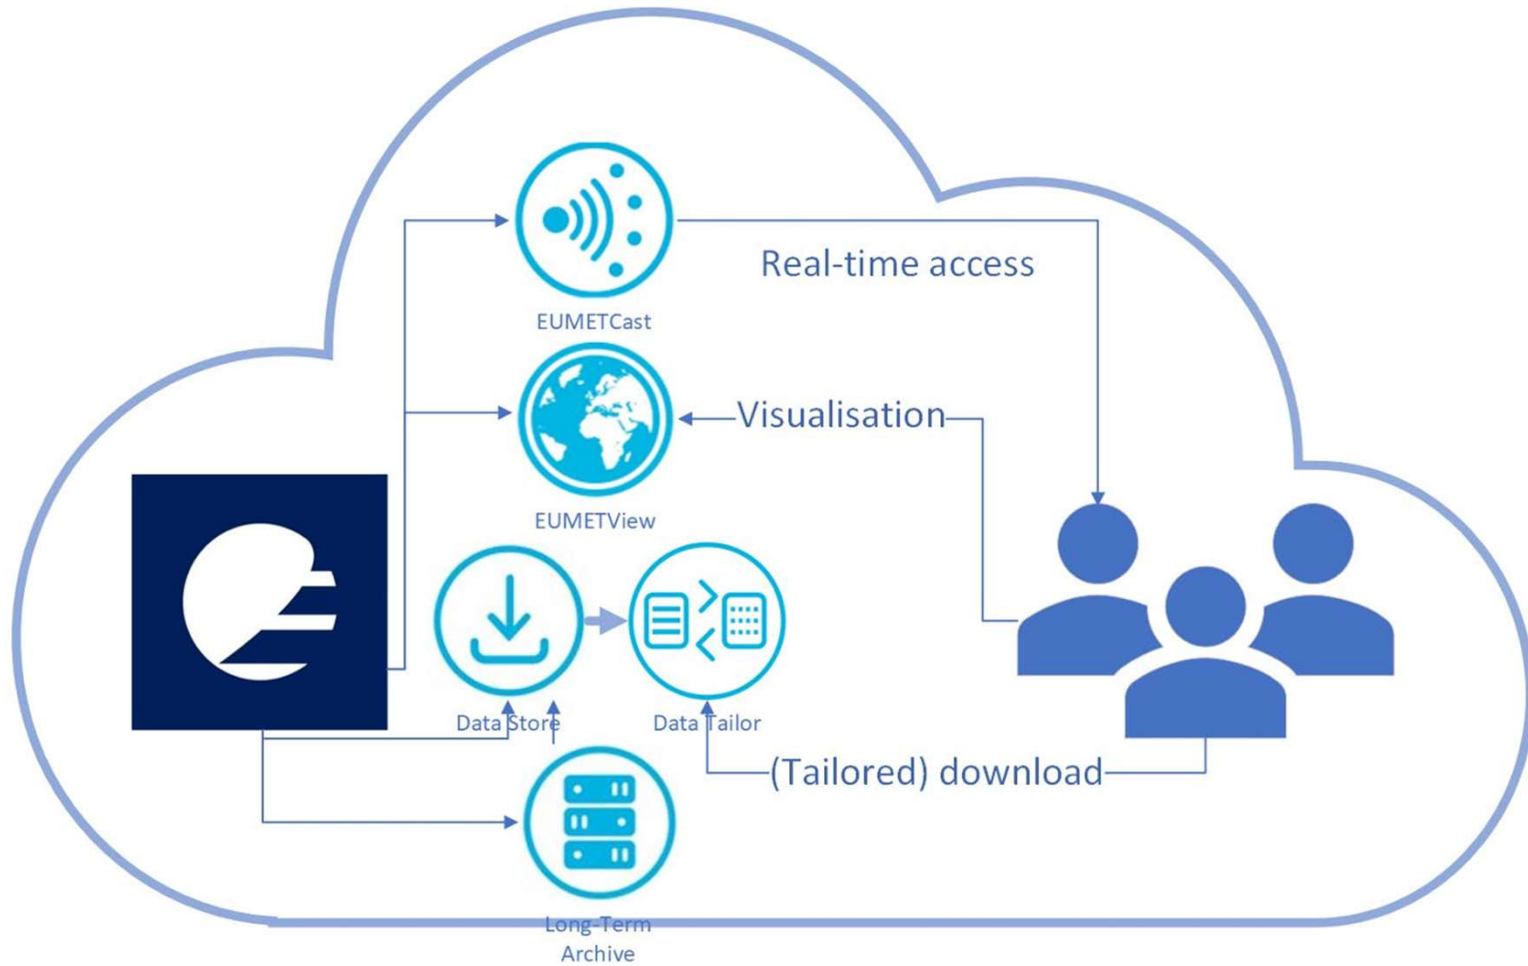 EUMETCast
Real-time access
EUMETView
Visualisation
Data Store
Data Tailor
(Tailored) download
Long-Term
Archive